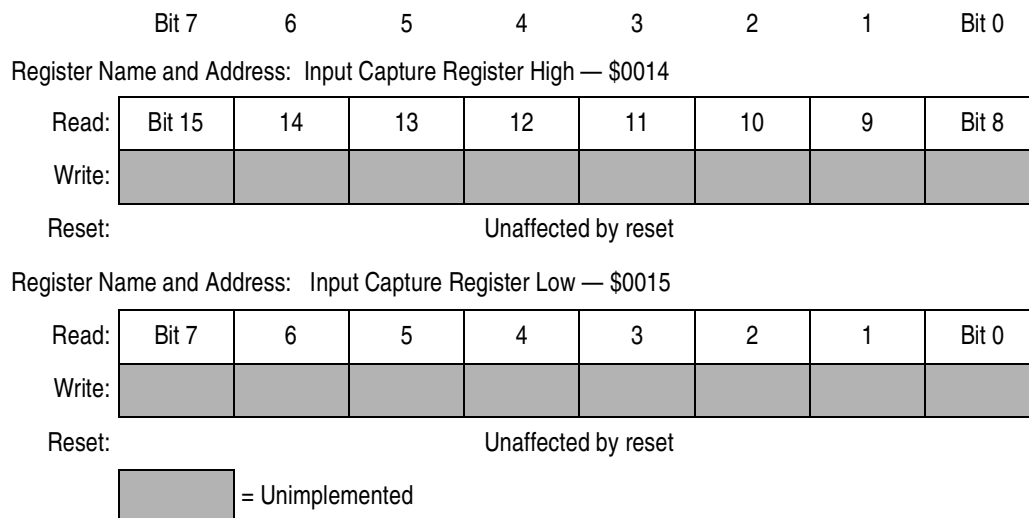 Bit 7 6 5 4 3 2 1 Bit 0
Register Name and Address: Input Capture Register High — $0014
Read: Bit 15 14 13 12 11 10 9 Bit 8
Write:
Reset: Unaffected by reset
Register Name and Address: Input Capture Register Low — $0015
Read: Bit 7 6 5 4 3 2 1 Bit 0
Write:
Reset: Unaffected by reset
= Unimplemented